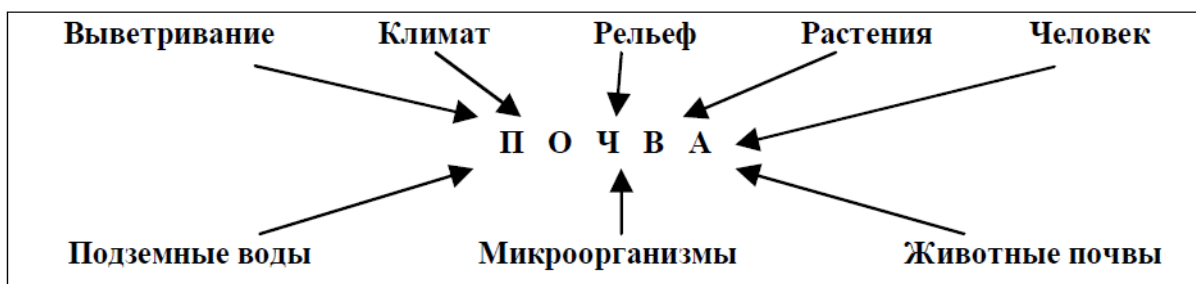 Выветривание Климат Рельеф Растения Человек
П О Ч В А
Подземные воды Микроорганизмы Животные почвы